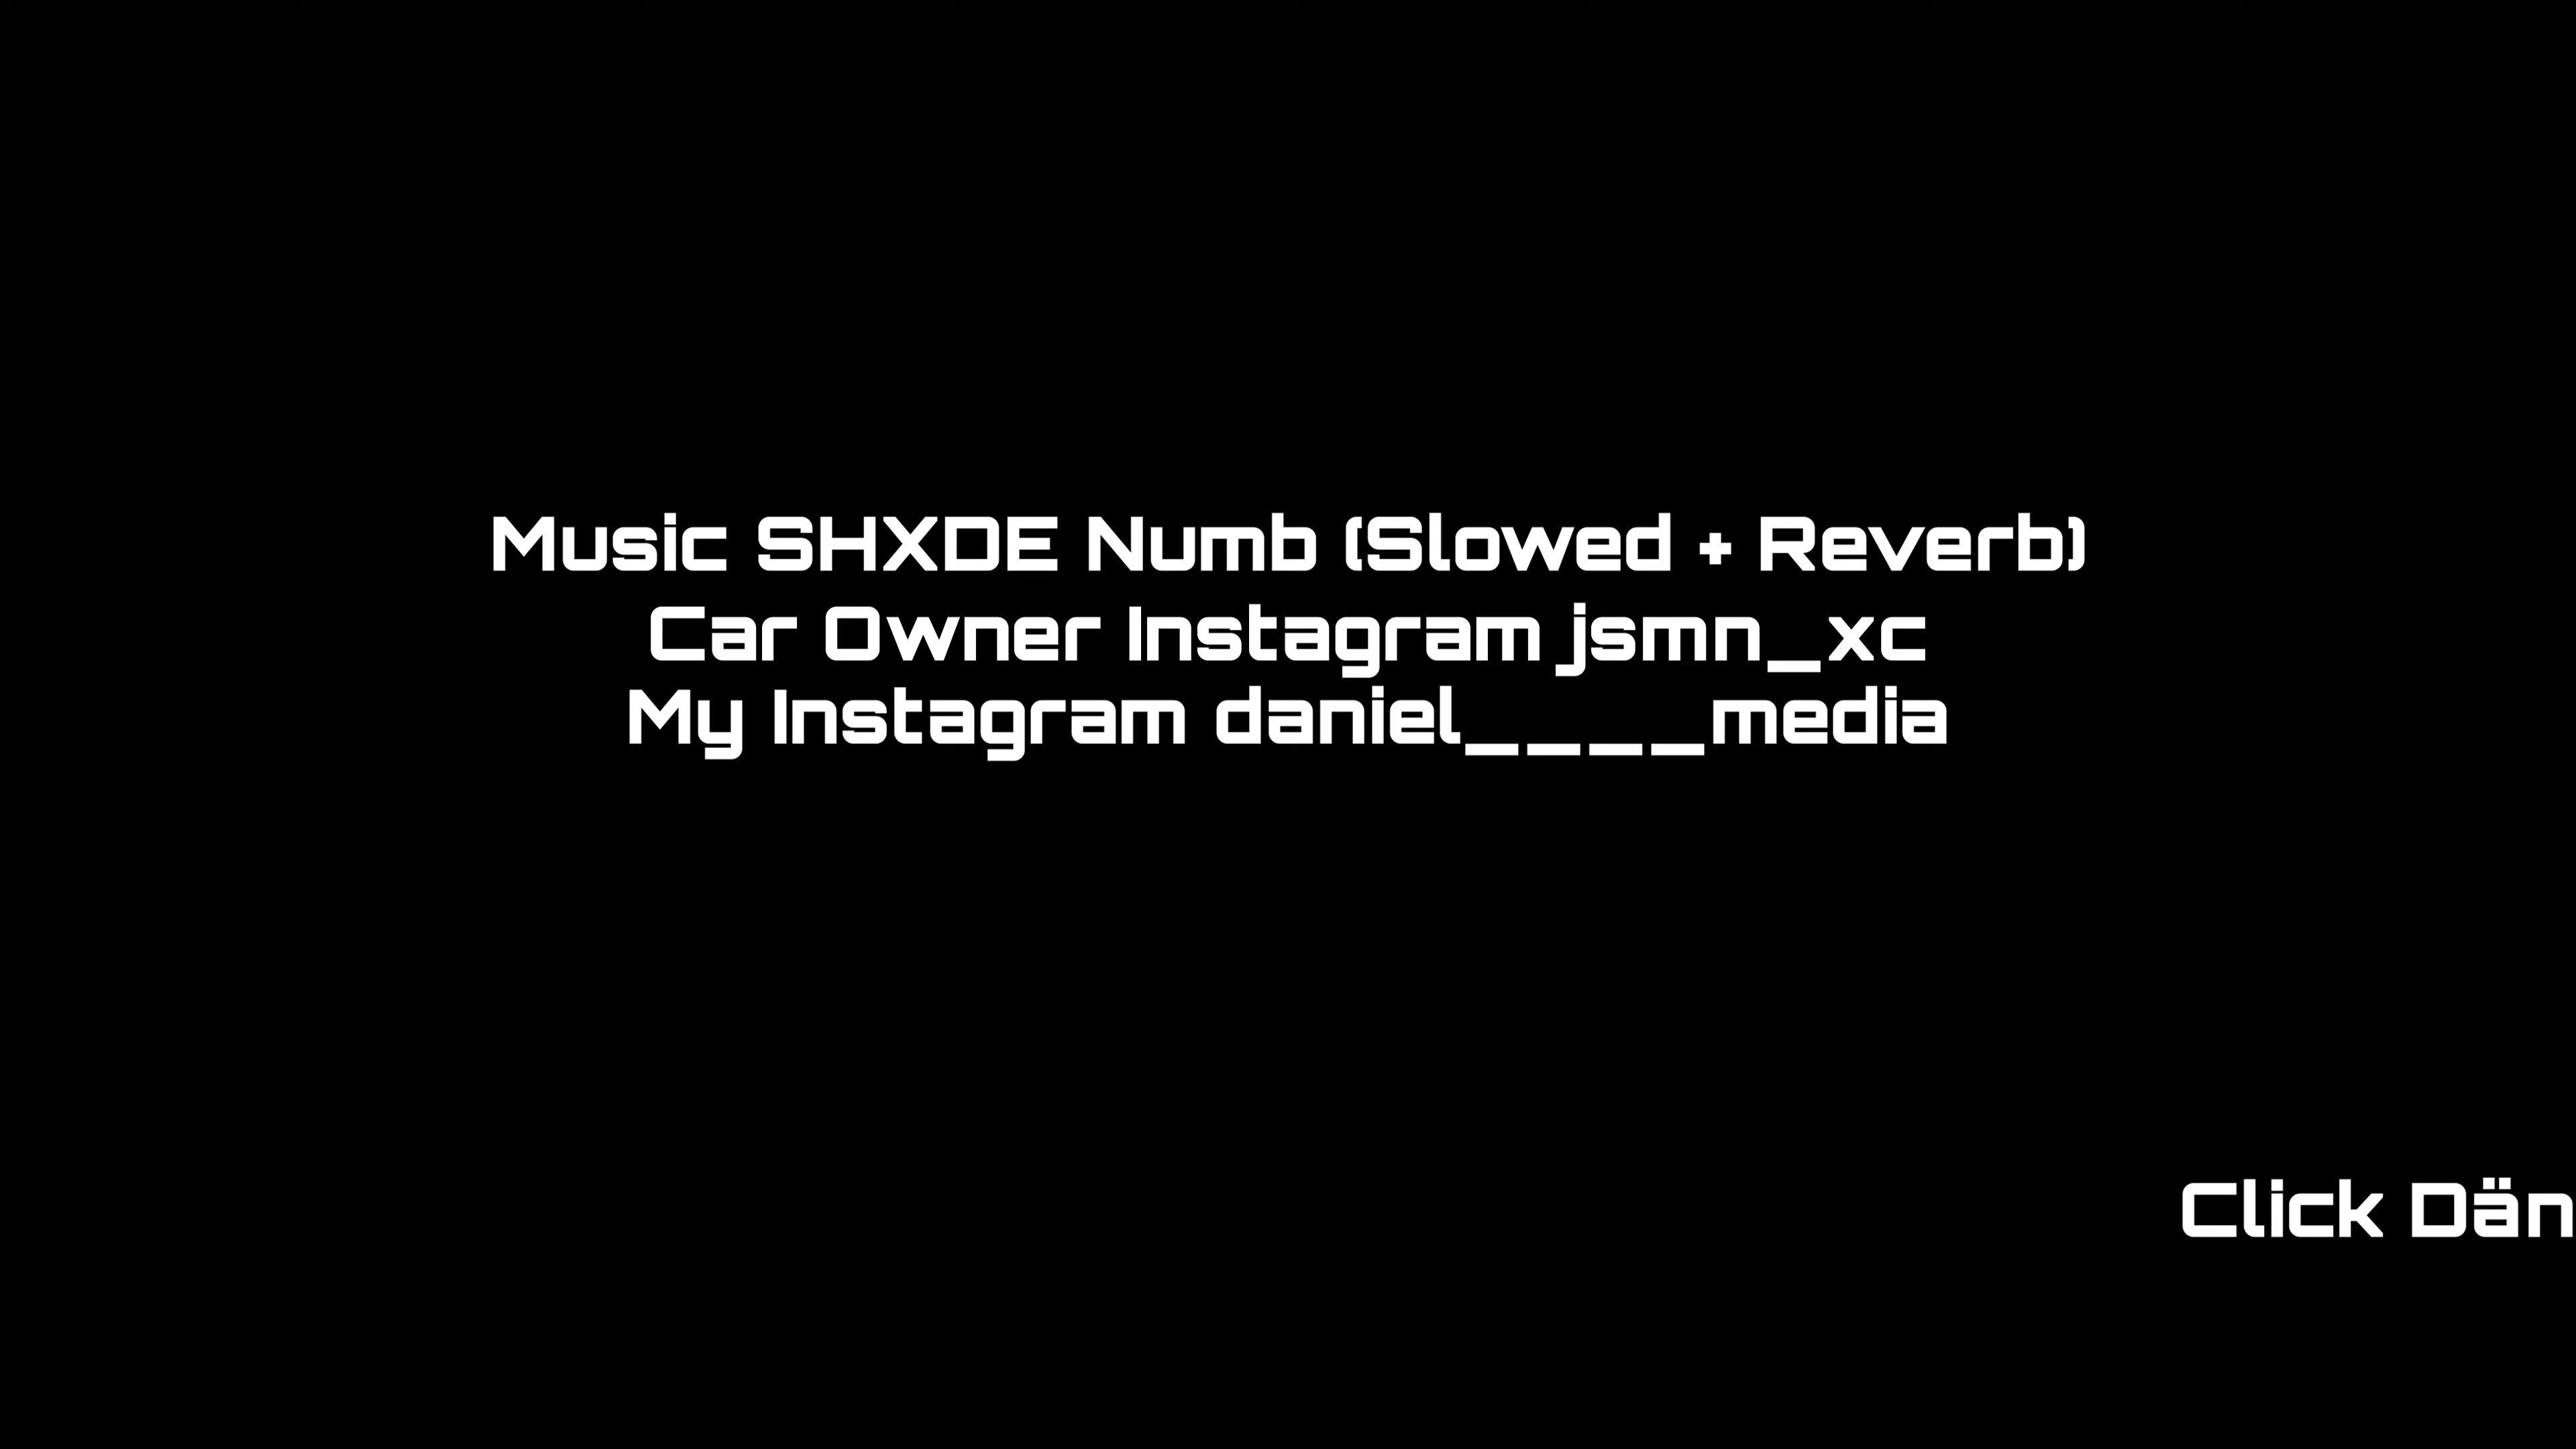 Music SHXDE Numb (Slowed + Reverb)
Car Owner Instagram jsmn_xc
My Instagram daniel____media
Click Dän